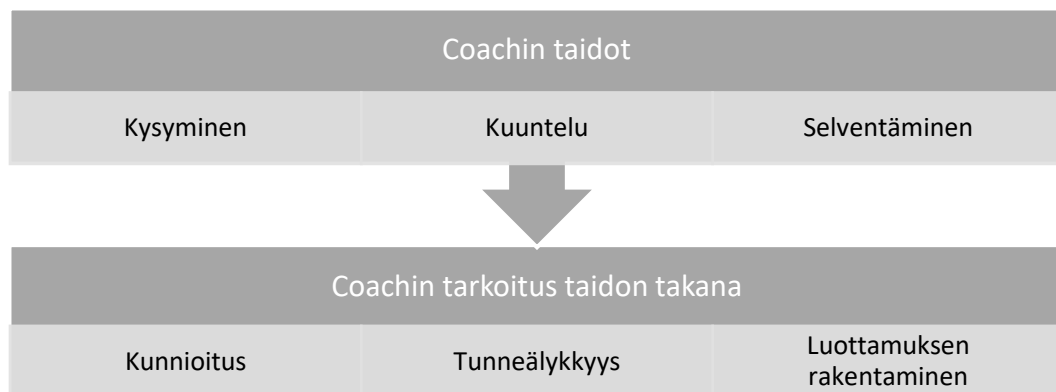 Coachin taidot
Kysyminen
Kuuntelu
Selventäminen
Coachin tarkoitus taidon takana
Kunnioitus
Tunneälykkyys
Luottamuksen
rakentaminen